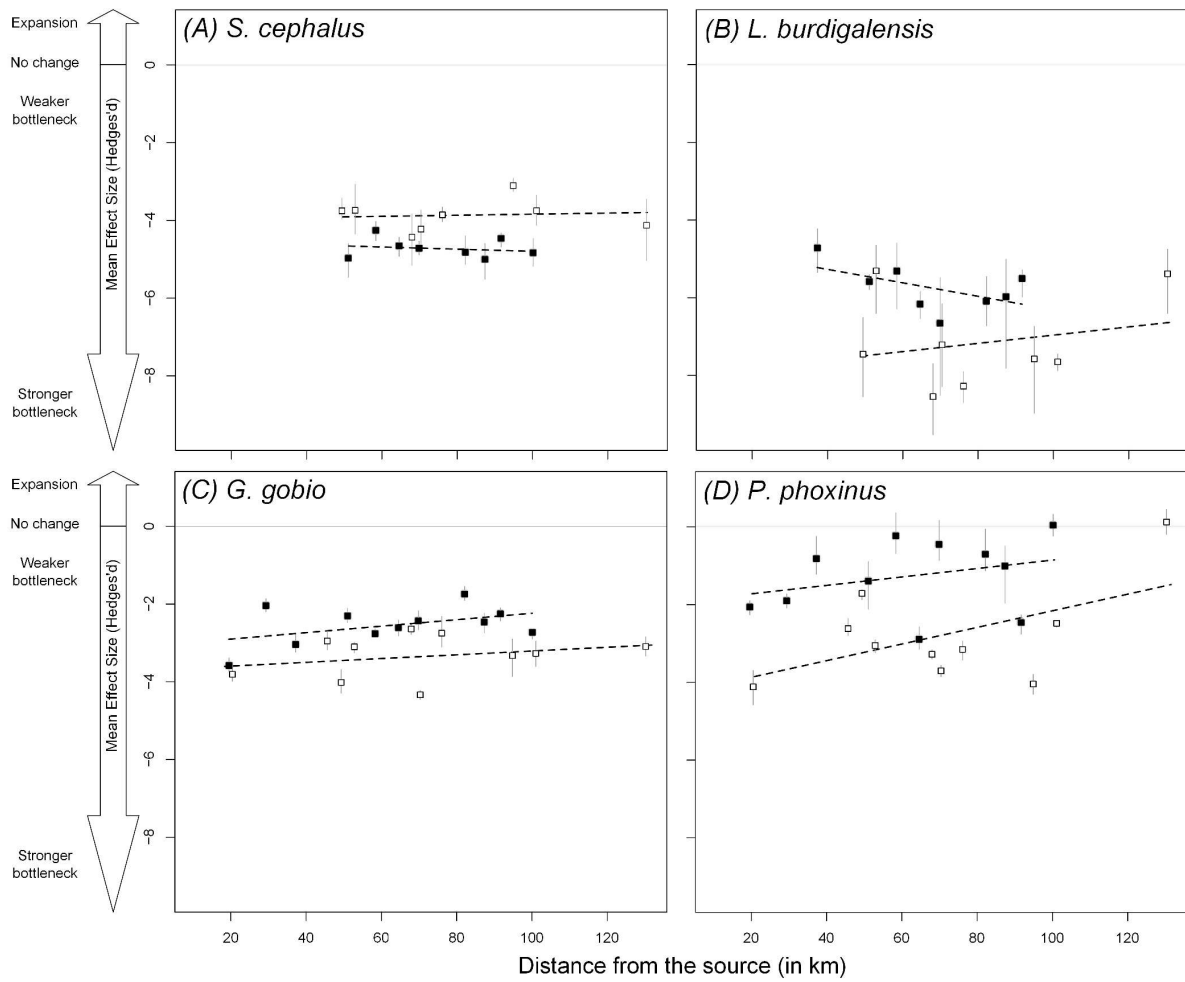 Expansion
No change
Weaker
bottleneck
Stronger
bottleneck
Mean Effect Size (Hedges'd)
0
-2
-4
-6
-8
(A) S. cephalus
(B) L. burdigalensis
Expansion
No change
Weaker
bottleneck
Stronger
bottleneck
Mean Effect Size (Hedges'd)
0
-2
-4
-6
-8
(C) G. gobio
(D) P. phoxinus
20 40 60 80 100 120 20 40 60 80 100 120
Distance from the source (in km)